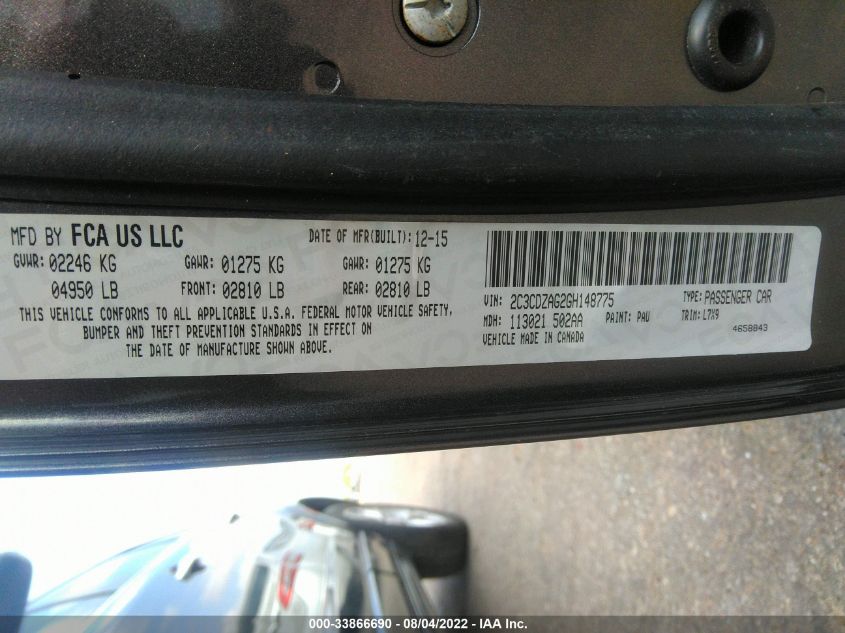 MFD BY FCA US LLC
DATE OF MFR(BUILT): 12-15
GVWR: 02246 KG GAWR: 01275 KG GAWR: 01275 KG
04950 LB FRONT: 02810 LB REAR: 02810 LB
THIS VEHICLE CONFORMS TO ALL APPLICABLE U.S.A. FEDERAL MOTOR VEHICLE SAFETY,
BUMPER AND THEFT PREVENTION STANDARDS IN EFFECT ON
THE DATE OF MANUFACTURE SHOWN ABOVE.
VIN: 2C3CDZAG2GH148775 TYPE: PASSENGER CAR
MDH: 113021 502AA PAINT: PAU TRIM: L7X9
VEHICLE MADE IN CANADA
4658843
000-33866690 - 08/04/2022 - IAA Inc.